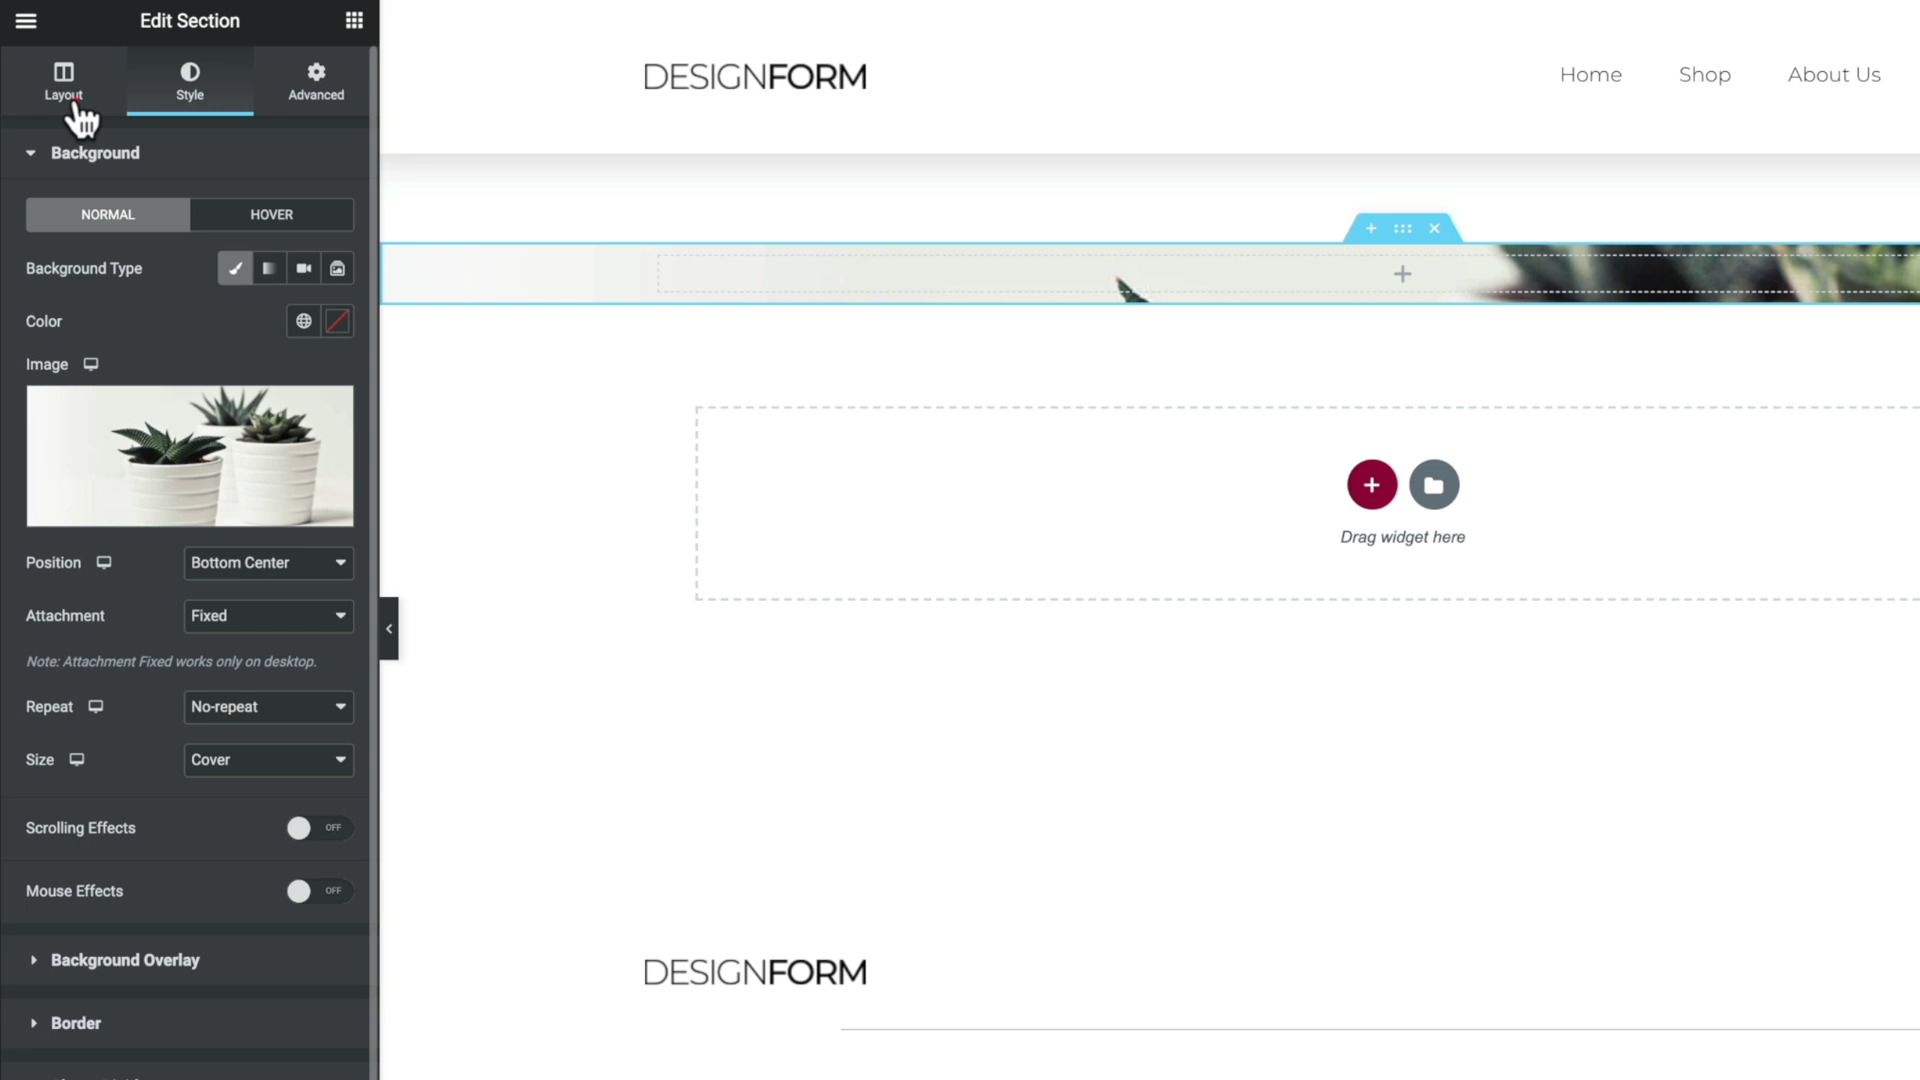 Edit Section
Layout
Style
Advanced
Background
NORMAL
HOVER
Background Type
Color
Image
Position
Bottom Center
Attachment
Fixed
Note: Attachment Fixed works only on desktop.
Repeat
No-repeat
Size
Cover
Scrolling Effects
OFF
Mouse Effects
OFF
Background Overlay
Border
DESIGNFORM
Home
Shop
About Us
Drag widget here
DESIGNFORM